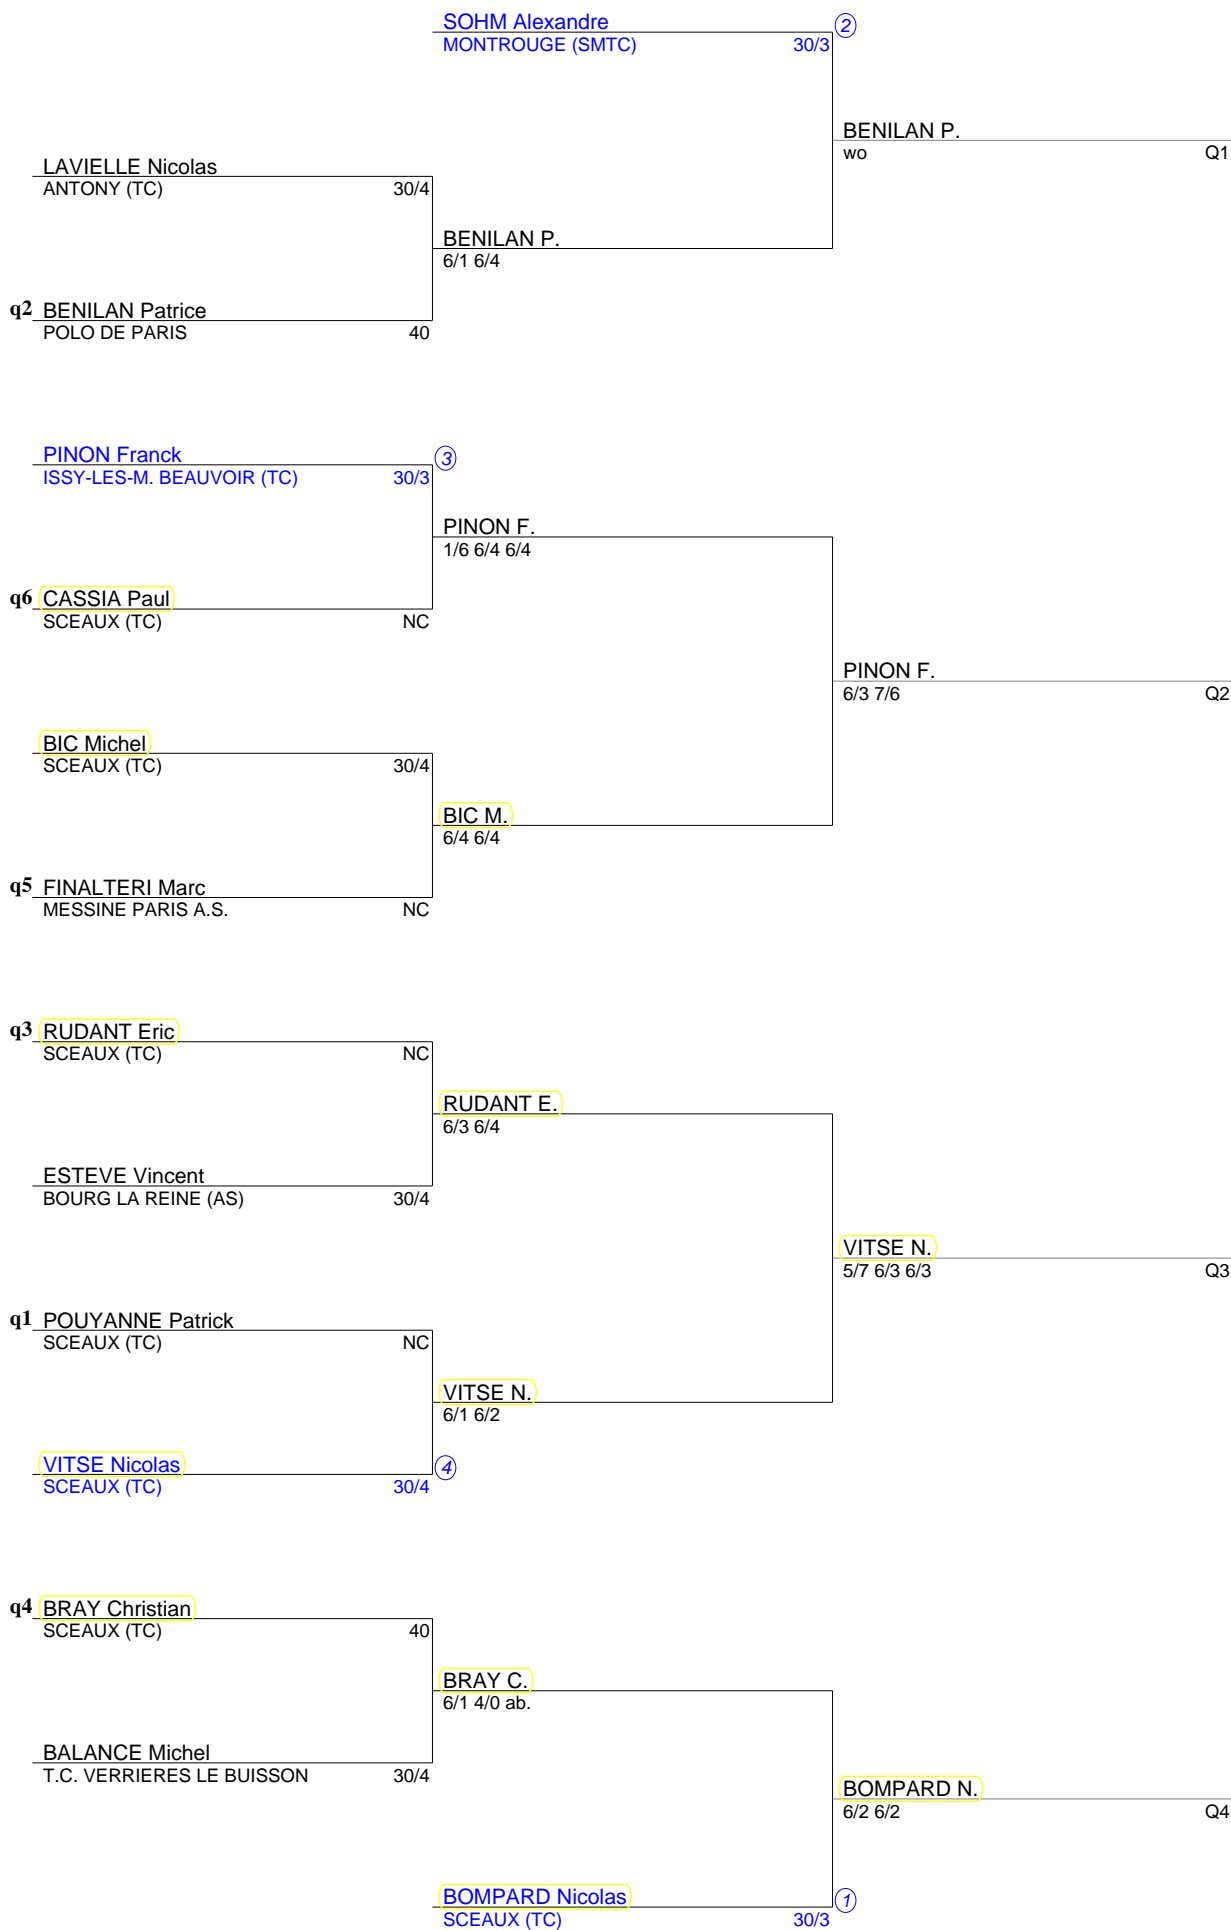 SOHM Alexandre 2
MONTROUGE (SMTC) 30/3
BENILAN P.
wo Q1
LAVIELLE Nicolas
ANTONY (TC) 30/4
BENILAN P.
6/1 6/4
q2 BENILAN Patrice
POLO DE PARIS 40
PINON Franck 3
ISSY-LES-M. BEAUVOIR (TC) 30/3
PINON F.
1/6 6/4 6/4
q6 CASSIA Paul
SCEAUX (TC) NC
PINON F.
6/3 7/6 Q2
BIC Michel
SCEAUX (TC) 30/4
BIC M.
6/4 6/4
q5 FINALTERI Marc
MESSINE PARIS A.S. NC
q3 RUDANT Eric
SCEAUX (TC) NC
RUDANT E.
6/3 6/4
ESTEVE Vincent
BOURG LA REINE (AS) 30/4
VITSE N.
5/7 6/3 6/3 Q3
q1 POUYANNE Patrick
SCEAUX (TC) NC
VITSE N.
6/1 6/2
VITSE Nicolas 4
SCEAUX (TC) 30/4
q4 BRAY Christian
SCEAUX (TC) 40
BRAY C.
6/1 4/0 ab.
BALANCE Michel
T.C. VERRIERES LE BUISSON 30/4
BOMPARD N.
6/2 6/2 Q4
BOMPARD Nicolas 1
SCEAUX (TC) 30/3